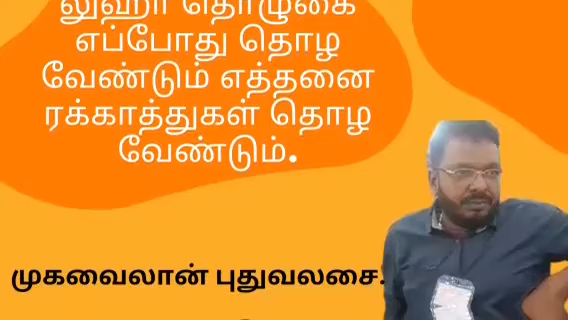 லுஹா தொழுகை
எப்போது தொழ
வேண்டும் எத்தனை
ரக்காத்துகள் தொழ
வேண்டும்.
முகவைலான் புதுவலசை.